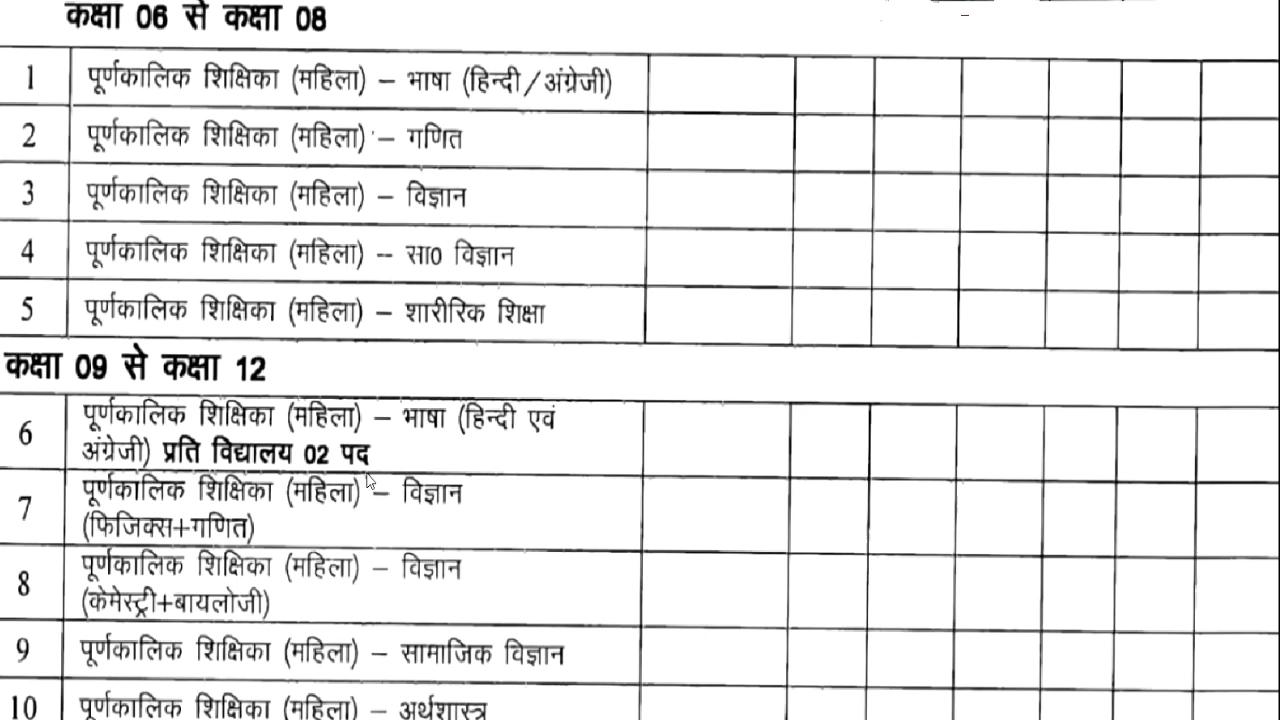 कक्षा 06 से कक्षा 08
1 पूर्णकालिक शिक्षिका (महिला) – भाषा (हिन्दी/अंग्रेजी)
2 पूर्णकालिक शिक्षिका (महिला) – गणित
3 पूर्णकालिक शिक्षिका (महिला) – विज्ञान
4 पूर्णकालिक शिक्षिका (महिला) – सा0 विज्ञान
5 पूर्णकालिक शिक्षिका (महिला) – शारीरिक शिक्षा
कक्षा 09 से कक्षा 12
6 पूर्णकालिक शिक्षिका (महिला) – भाषा (हिन्दी एवं
अंग्रेजी) प्रति विद्यालय 02 पद
7 पूर्णकालिक शिक्षिका (महिला) – विज्ञान
(फिजिक्स+गणित)
8 पूर्णकालिक शिक्षिका (महिला) – विज्ञान
(केमेस्ट्री+बायलोजी)
9 पूर्णकालिक शिक्षिका (महिला) – सामाजिक विज्ञान
10 पूर्णकालिक शिक्षिका (महिला) – अर्थशास्त्र